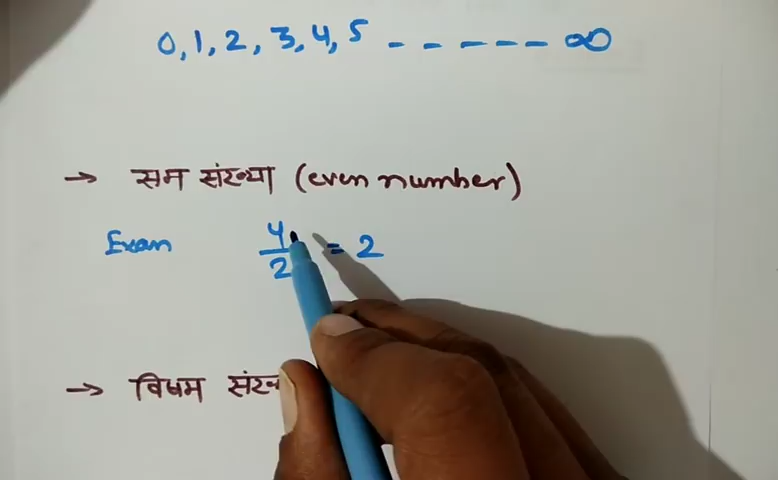 0, 1, 2, 3, 4, 5 - - - - - - ∞
→ सम संख्या (even number)
Exam 4/2 = 2
→ विषम